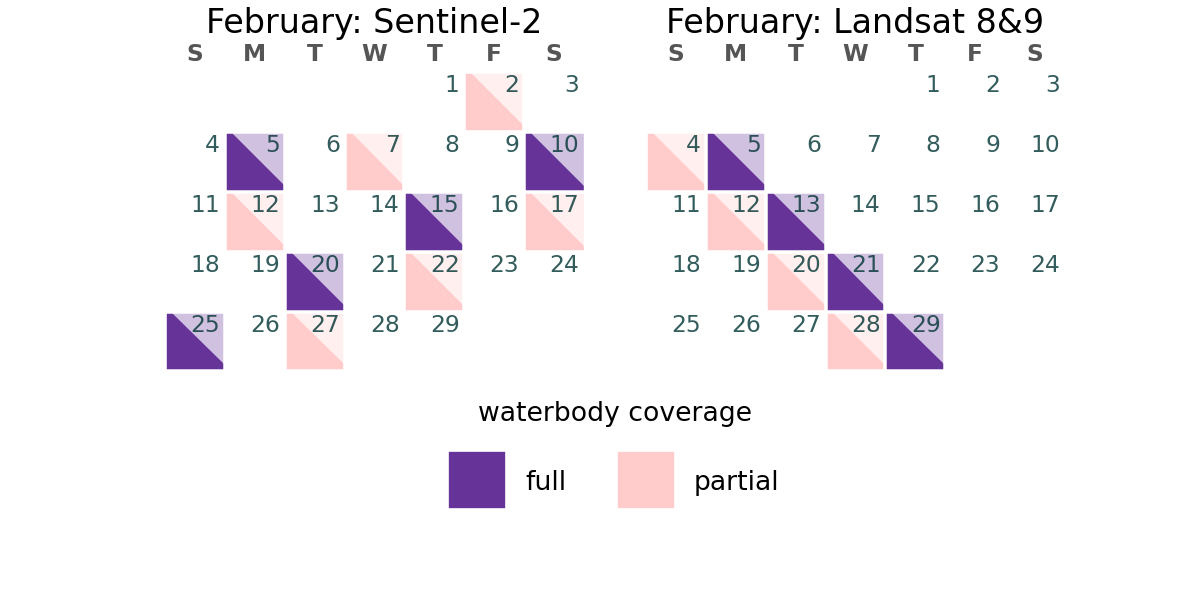 February: Sentinel-2
S M T W T F S
1 2 3
4 5 6 7 8 9 10
11 12 13 14 15 16 17
18 19 20 21 22 23 24
25 26 27 28 29
February: Landsat 8&9
S M T W T F S
1 2 3
4 5 6 7 8 9 10
11 12 13 14 15 16 17
18 19 20 21 22 23 24
25 26 27 28 29
waterbody coverage
full
partial